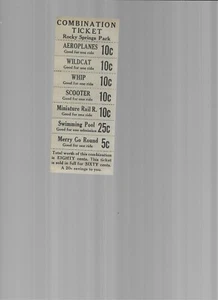 COMBINATION
TICKET
Rocky Springs Park
AEROPLANES
Good for one ride
10c
WILDCAT
Good for one ride
10c
WHIP
Good for one ride
10c
SCOOTER
Good for one ride
10c
Miniature Rail R.
Good for one ride
10c
Swimming Pool
Good for one admission
25c
Merry Go Round
Good for one ride
5c
Total worth of this combination
is EIGHTY cents. This ticket
is sold in full for SIXTY cents.
A 20c savings to you.